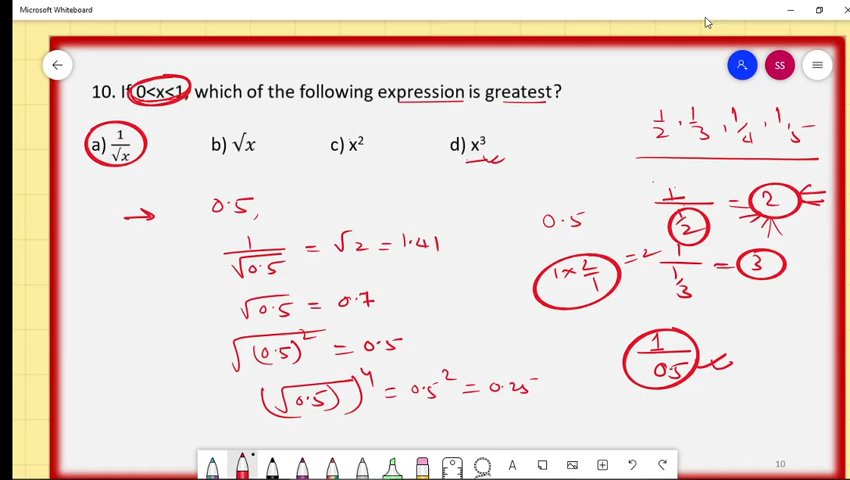 Microsoft Whiteboard
SS
10. If 0<x<1, which of the following expression is greatest?
a) 1/√x b) √x c) x² d) x³
1/2, 1/3, 1/4, 1/5
0.5,
1/√0.5 = √2 = 1.41
√0.5 = 0.7
√(0.5)² = 0.5
(√0.5)⁴ = 0.5² = 0.25
0.5
1 × 2/1 = 2
1/(1/2) = 2
1/(1/3) = 3
1/0.5
A
10